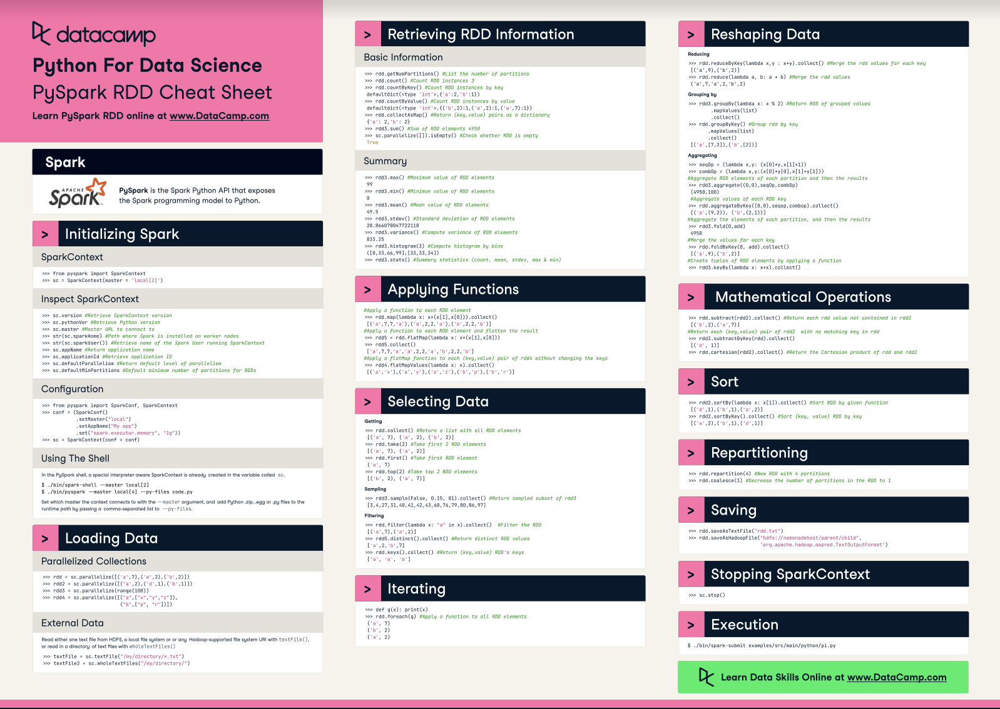 datacamp
Python For Data Science
PySpark RDD Cheat Sheet
Learn PySpark RDD online at www.DataCamp.com
Spark
APACHE
Spark™
PySpark is the Spark Python API that exposes
the Spark programming model to Python.
> Initializing Spark
SparkContext
>>> from pyspark import SparkContext
>>> sc = SparkContext(master = 'local[2]')
Inspect SparkContext
>>> sc.version #Retrieve SparkContext version
>>> sc.pythonVer #Retrieve Python version
>>> sc.master #Master URL to connect to
>>> str(sc.sparkHome) #Path where Spark is installed on worker nodes
>>> str(sc.sparkUser()) #Retrieve name of the Spark User running SparkContext
>>> sc.appName #Return application name
>>> sc.applicationId #Retrieve application ID
>>> sc.defaultParallelism #Return default level of parallelism
>>> sc.defaultMinPartitions #Default minimum number of partitions for RDDs
Configuration
>>> from pyspark import SparkConf, SparkContext
>>> conf = (SparkConf()
.setMaster("local")
.setAppName("My app")
.set("spark.executor.memory", "1g"))
>>> sc = SparkContext(conf = conf)
Using The Shell
In the PySpark shell, a special interpreter-aware SparkContext is already created in the variable called sc.
$ ./bin/spark-shell --master local[2]
$ ./bin/pyspark --master local[4] --py-files code.py
Set which master the context connects to with the --master argument, and add Python .zip, .egg or .py files to the
runtime path by passing a comma-separated list to --py-files.
> Loading Data
Parallelized Collections
>>> rdd = sc.parallelize([('a',7),('a',2),('b',2)])
>>> rdd2 = sc.parallelize([('a',2),('d',1),('b',1)])
>>> rdd3 = sc.parallelize(range(100))
>>> rdd4 = sc.parallelize([("a",["x","y","z"]),
("b",["p", "r"])])
External Data
Read either one text file from HDFS, a local file system or or any Hadoop-supported file system URI with textFile(),
or read in a directory of text files with wholeTextFiles()
>>> textFile = sc.textFile("/my/directory/*.txt")
>>> textFile2 = sc.wholeTextFiles("/my/directory/")
> Retrieving RDD Information
Basic Information
>>> rdd.getNumPartitions() #List the number of partitions
>>> rdd.count() #Count RDD instances 3
>>> rdd.countByKey() #Count RDD instances by key
defaultdict(<type 'int'>,{'a':2,'b':1})
>>> rdd.countByValue() #Count RDD instances by value
defaultdict(<type 'int'>,{('b',2):1,('a',2):1,('a',7):1})
>>> rdd.collectAsMap() #Return (key,value) pairs as a dictionary
{'a': 2,'b': 2}
>>> rdd3.sum() #Sum of RDD elements 4950
>>> sc.parallelize([]).isEmpty() #Check whether RDD is empty
True
Summary
>>> rdd3.max() #Maximum value of RDD elements
99
>>> rdd3.min() #Minimum value of RDD elements
0
>>> rdd3.mean() #Mean value of RDD elements
49.5
>>> rdd3.stdev() #Standard deviation of RDD elements
28.866070047722118
>>> rdd3.variance() #Compute variance of RDD elements
833.25
>>> rdd3.histogram(3) #Compute histogram by bins
([0,33,66,99],[33,33,34])
>>> rdd3.stats() #Summary statistics (count, mean, stdev, max & min)
> Applying Functions
#Apply a function to each RDD element
>>> rdd.map(lambda x: x+(x[1],x[0])).collect()
[('a',7,7,'a'),('a',2,2,'a'),('b',2,2,'b')]
#Apply a function to each RDD element and flatten the result
>>> rdd5 = rdd.flatMap(lambda x: x+(x[1],x[0]))
>>> rdd5.collect()
['a',7,7,'a','a',2,2,'a','b',2,2,'b']
#Apply a flatMap function to each (key,value) pair of rdd4 without changing the keys
>>> rdd4.flatMapValues(lambda x: x).collect()
[('a','x'),('a','y'),('a','z'),('b','p'),('b','r')]
> Selecting Data
Getting
>>> rdd.collect() #Return a list with all RDD elements
[('a', 7), ('a', 2), ('b', 2)]
>>> rdd.take(2) #Take first 2 RDD elements
[('a', 7), ('a', 2)]
>>> rdd.first() #Take first RDD element
('a', 7)
>>> rdd.top(2) #Take top 2 RDD elements
[('b', 2), ('a', 7)]
Sampling
>>> rdd3.sample(False, 0.15, 81).collect() #Return sampled subset of rdd3
[3,4,27,31,40,41,42,43,60,76,79,80,86,97]
Filtering
>>> rdd.filter(lambda x: "a" in x).collect() #Filter the RDD
[('a',7),('a',2)]
>>> rdd5.distinct().collect() #Return distinct RDD values
['a',2,'b',7]
>>> rdd.keys().collect() #Return (key,value) RDD's keys
['a', 'a', 'b']
> Iterating
>>> def g(x): print(x)
>>> rdd.foreach(g) #Apply a function to all RDD elements
('a', 7)
('b', 2)
('a', 2)
> Reshaping Data
Reducing
>>> rdd.reduceByKey(lambda x,y : x+y).collect() #Merge the rdd values for each key
[('a',9),('b',2)]
>>> rdd.reduce(lambda a, b: a + b) #Merge the rdd values
('a',7,'a',2,'b',2)
Grouping by
>>> rdd3.groupBy(lambda x: x % 2) #Return RDD of grouped values
.mapValues(list)
.collect()
>>> rdd.groupByKey() #Group rdd by key
.mapValues(list)
.collect()
[('a',[7,2]),('b',[2])]
Aggregating
>>> seqOp = (lambda x,y: (x[0]+y,x[1]+1))
>>> combOp = (lambda x,y:(x[0]+y[0],x[1]+y[1]))
#Aggregate RDD elements of each partition and then the results
>>> rdd3.aggregate((0,0),seqOp,combOp)
(4950,100)
#Aggregate values of each RDD key
>>> rdd.aggregateByKey((0,0),seqop,combop).collect()
[('a',(9,2)), ('b',(2,1))]
#Aggregate the elements of each partition, and then the results
>>> rdd3.fold(0,add)
4950
#Merge the values for each key
>>> rdd.foldByKey(0, add).collect()
[('a',9),('b',2)]
#Create tuples of RDD elements by applying a function
>>> rdd3.keyBy(lambda x: x+x).collect()
> Mathematical Operations
>>> rdd.subtract(rdd2).collect() #Return each rdd value not contained in rdd2
[('b',2),('a',7)]
#Return each (key,value) pair of rdd2 with no matching key in rdd
>>> rdd2.subtractByKey(rdd).collect()
[('d', 1)]
>>> rdd.cartesian(rdd2).collect() #Return the Cartesian product of rdd and rdd2
> Sort
>>> rdd2.sortBy(lambda x: x[1]).collect() #Sort RDD by given function
[('d',1),('b',1),('a',2)]
>>> rdd2.sortByKey().collect() #Sort (key, value) RDD by key
[('a',2),('b',1),('d',1)]
> Repartitioning
>>> rdd.repartition(4) #New RDD with 4 partitions
>>> rdd.coalesce(1) #Decrease the number of partitions in the RDD to 1
> Saving
>>> rdd.saveAsTextFile("rdd.txt")
>>> rdd.saveAsHadoopFile("hdfs://namenodehost/parent/child",
'org.apache.hadoop.mapred.TextOutputFormat')
> Stopping SparkContext
>>> sc.stop()
> Execution
$ ./bin/spark-submit examples/src/main/python/pi.py
Learn Data Skills Online at www.DataCamp.com